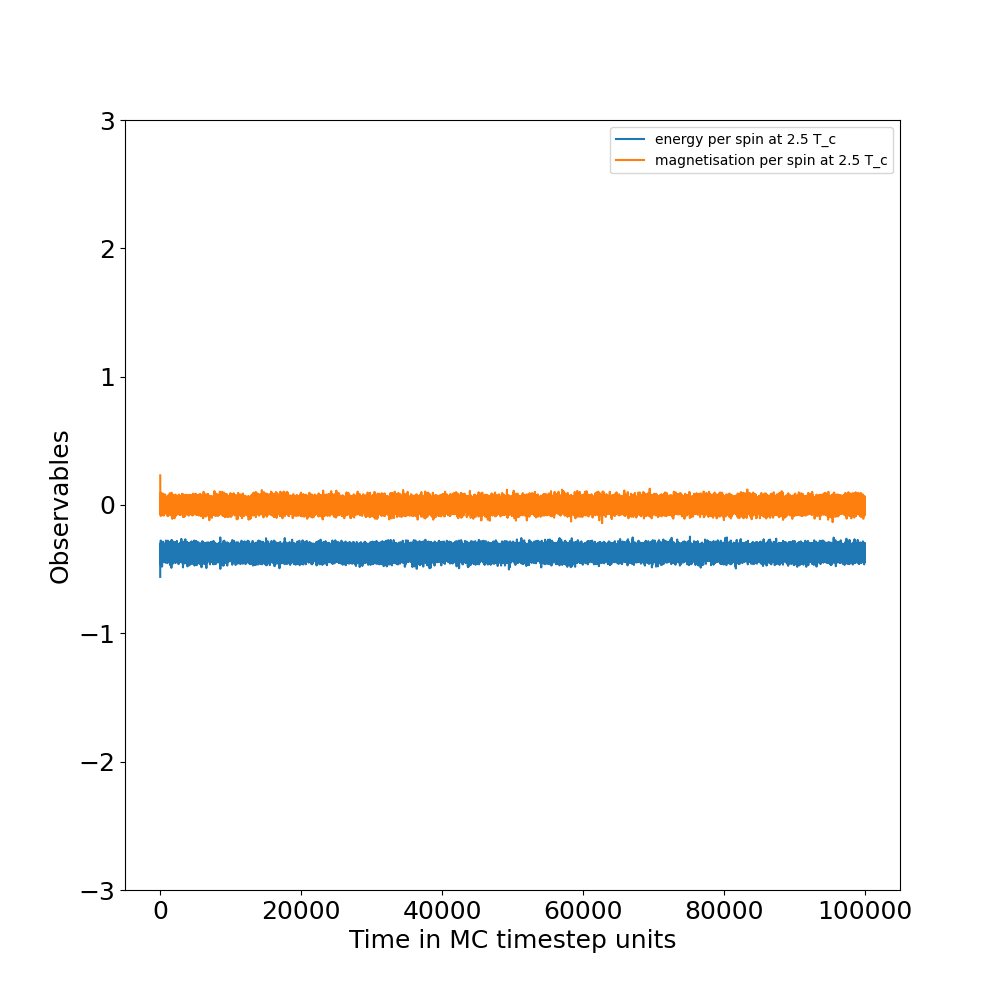 energy per spin at 2.5 T_c
magnetisation per spin at 2.5 T_c
3
2
1
0
−1
−2
−3
Observables
0 20000 40000 60000 80000 100000
Time in MC timestep units